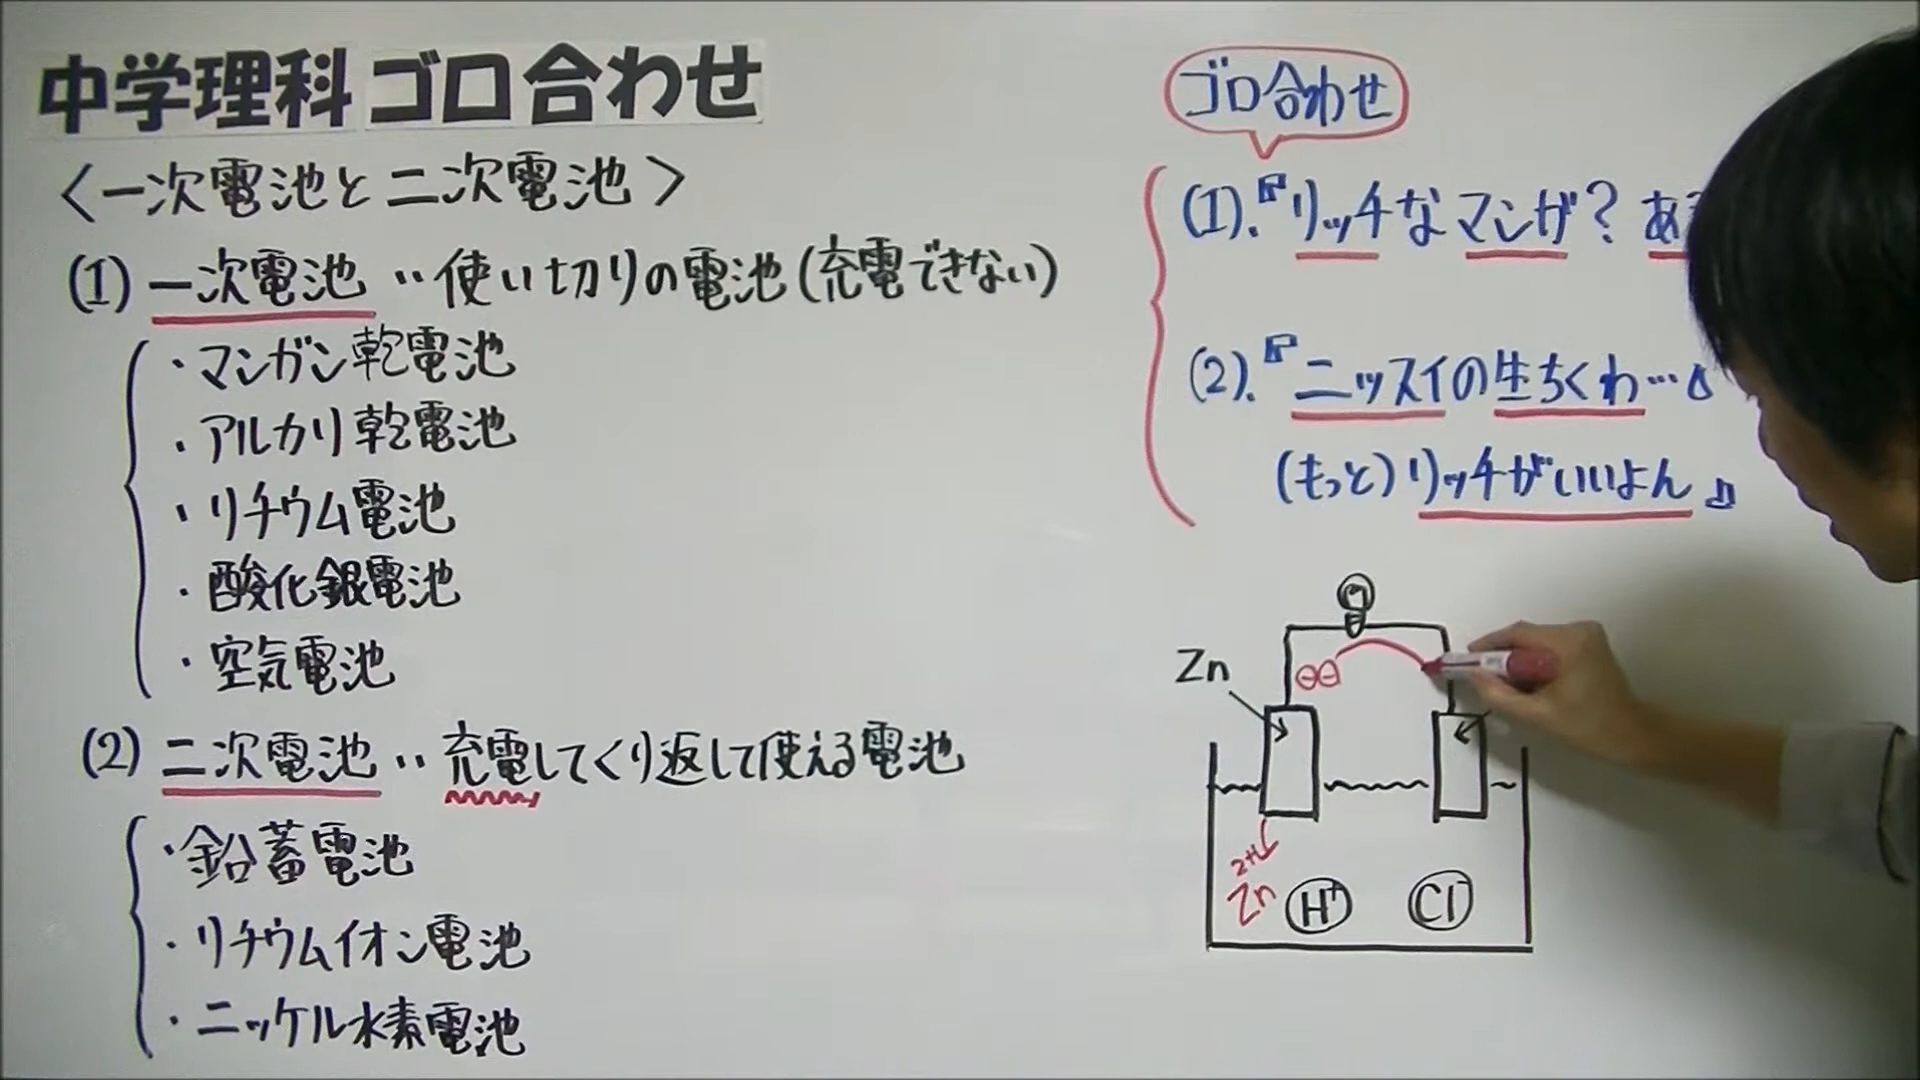 中学理科 ゴロ合わせ
〈一次電池と二次電池〉
(1) 一次電池‥使い切りの電池(充電できない)
・マンガン乾電池
・アルカリ乾電池
・リチウム電池
・酸化銀電池
・空気電池
(2) 二次電池‥充電してくり返して使える電池
・鉛蓄電池
・リチウムイオン電池
・ニッケル水素電池
ゴロ合わせ
(1).『リッチなマンガ? あ
(2).『ニッスイの生ちくわ…
(もっと)リッチがいいよん』
Zn
⊖⊖
2+
Zn
H+
Cl-